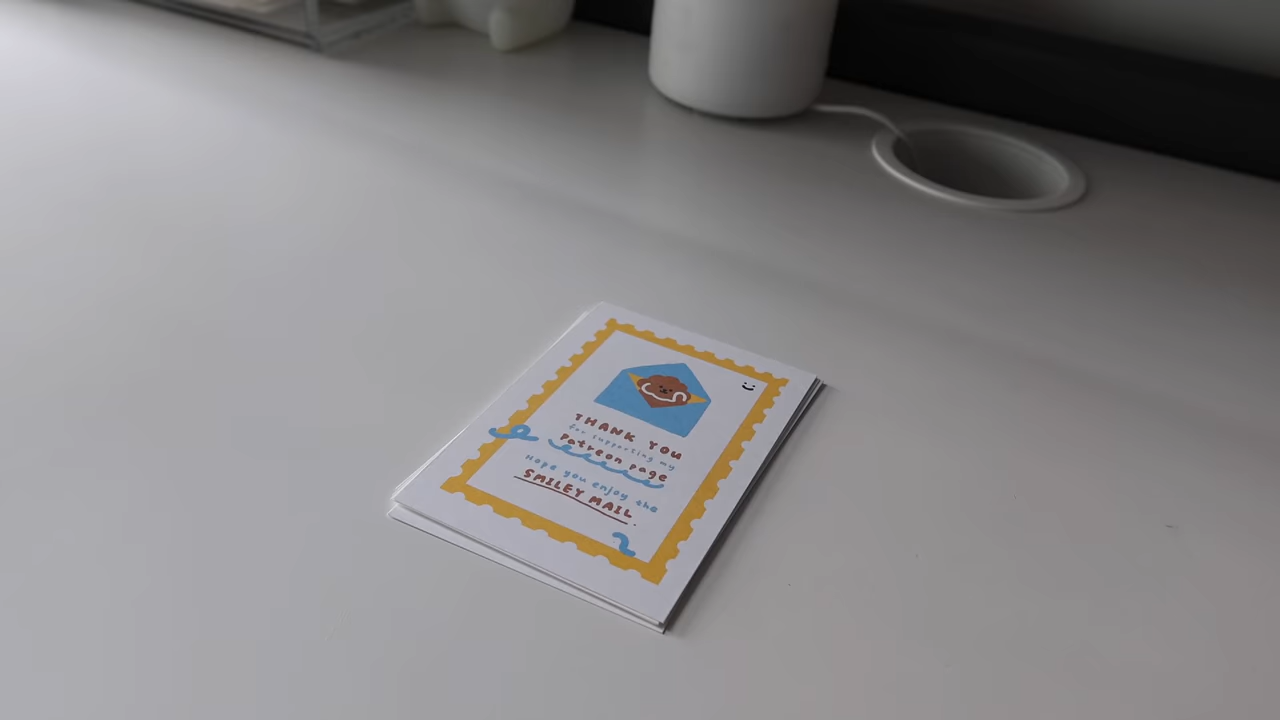 THANK YOU
for supporting my
Patreon page
Hope you enjoy the
SMILEY MAIL.